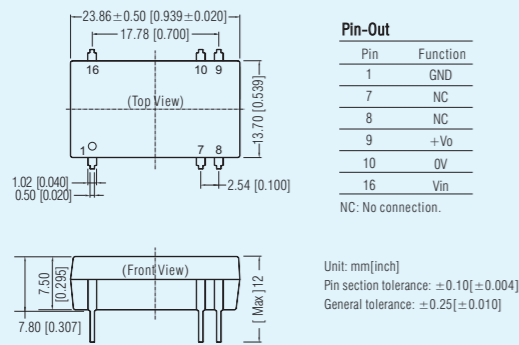 23.86±0.50 [0.939±0.020]
17.78 [0.700]
16
10
9
(Top View)
13.70 [0.539]
1
7
8
1.02 [0.040]
0.50 [0.020]
2.54 [0.100]
Pin-Out
Pin Function
1 GND
7 NC
8 NC
9 +Vo
10 0V
16 Vin
NC: No connection.
(Front View)
7.50
[0.295]
7.80 [0.307]
[ Max ]12
Unit: mm[inch]
Pin section tolerance: ±0.10[±0.004]
General tolerance: ±0.25[±0.010]